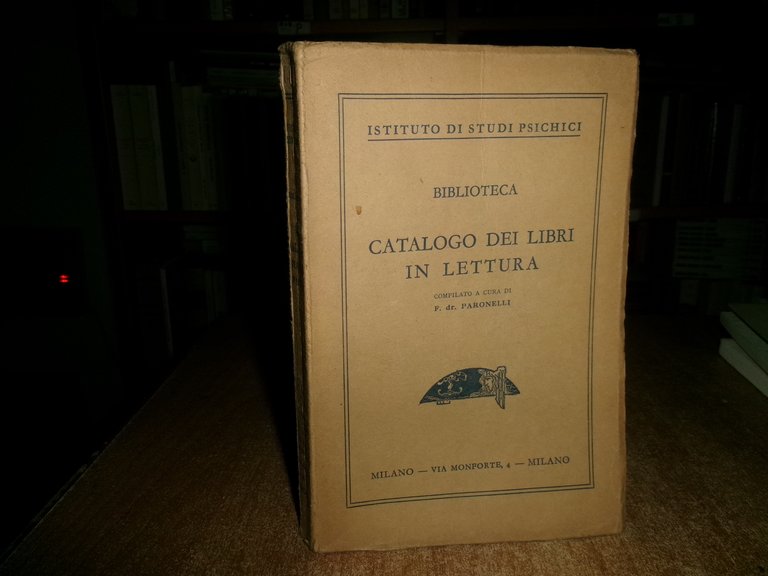 ISTITUTO DI STUDI PSICHICI
BIBLIOTECA
CATALOGO DEI LIBRI
IN LETTURA
COMPILATO A CURA DI
F. dr. PARONELLI
MILANO — VIA MONFORTE, 4 — MILANO